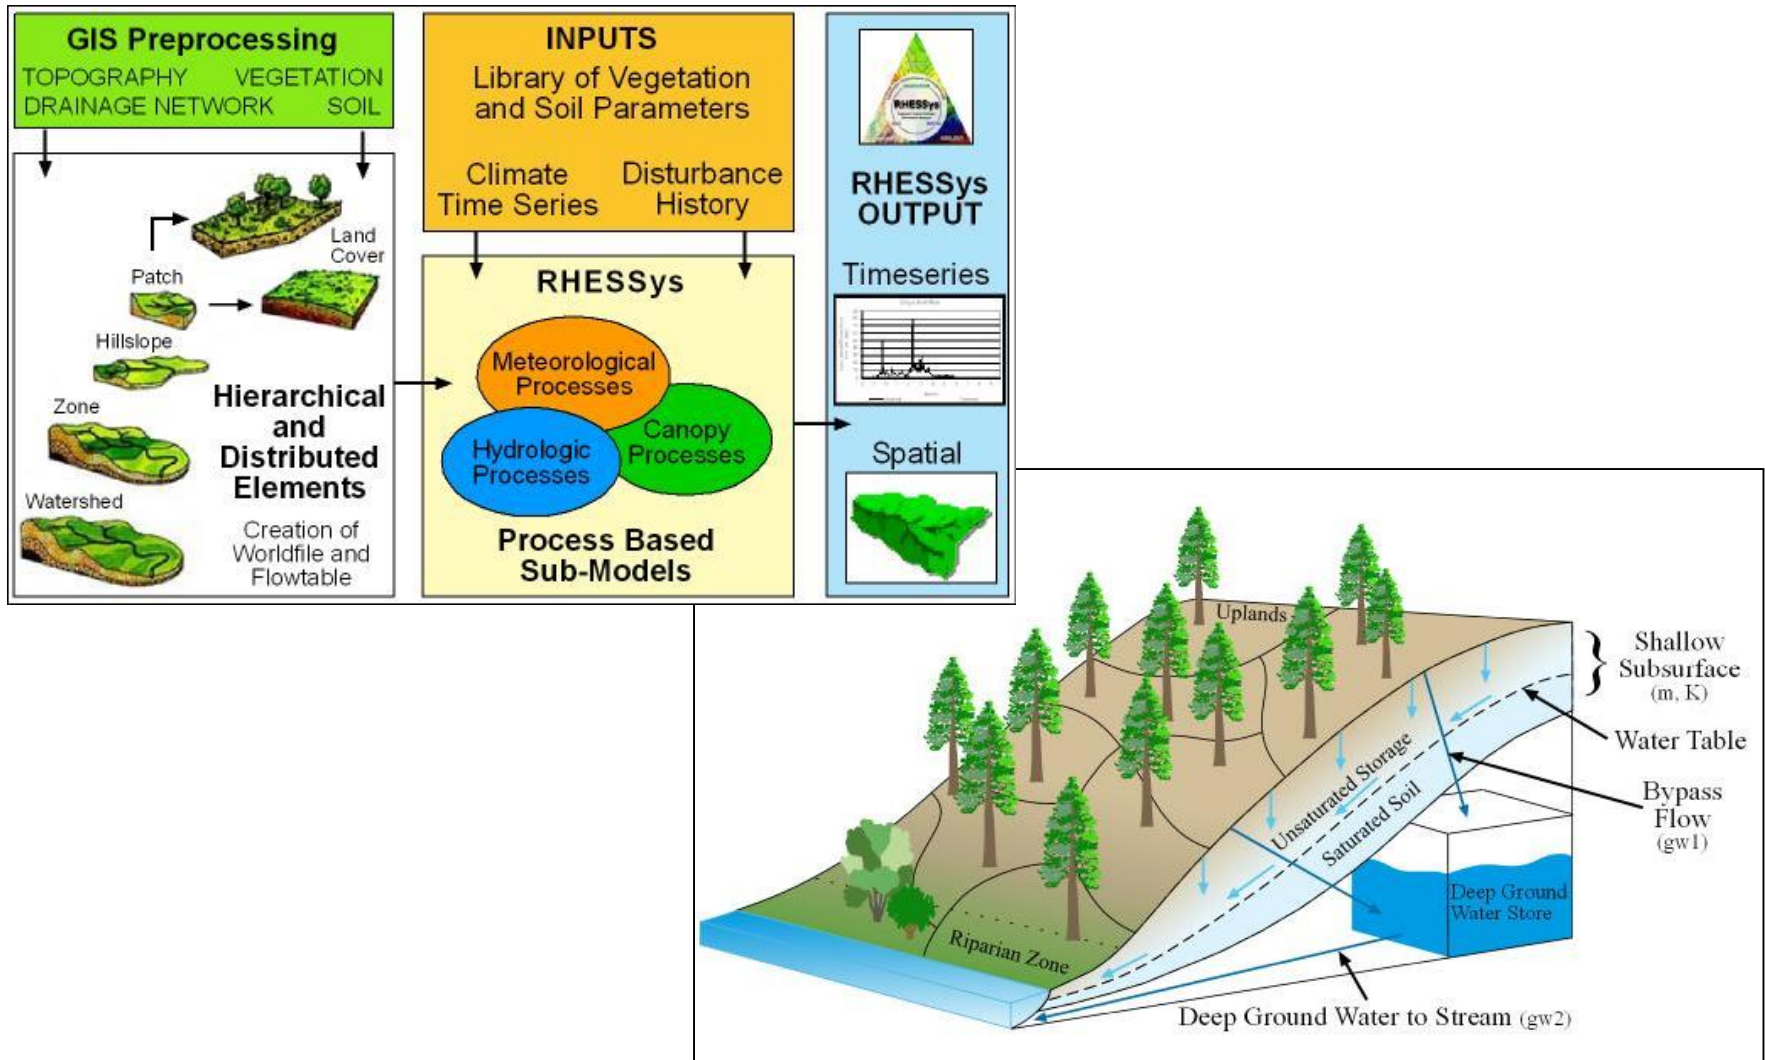 GIS Preprocessing
TOPOGRAPHY VEGETATION
DRAINAGE NETWORK SOIL
Land
Cover
Patch
Hillslope
Zone
Watershed
Hierarchical
and
Distributed
Elements
Creation of
Worldfile and
Flowtable
INPUTS
Library of Vegetation
and Soil Parameters
Climate
Time Series
Disturbance
History
RHESSys
Meteorological
Processes
Hydrologic
Processes
Canopy
Processes
Process Based
Sub-Models
RHESSys
RHESSys
OUTPUT
Timeseries
Spatial
Uplands
Shallow
Subsurface
(m, K)
Water Table
Bypass
Flow
(gw1)
Unsaturated Storage
Saturated Soil
Deep Ground
Water Store
Riparian Zone
Deep Ground Water to Stream (gw2)